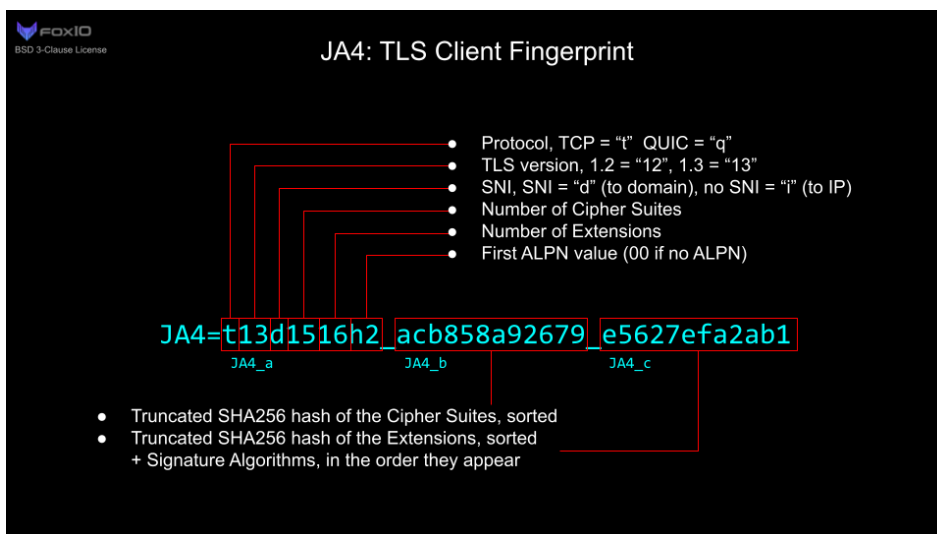 FOXIO
BSD 3-Clause License
JA4: TLS Client Fingerprint
● Protocol, TCP = “t”  QUIC = “q”
● TLS version, 1.2 = “12”, 1.3 = “13”
● SNI, SNI = “d” (to domain), no SNI = “i” (to IP)
● Number of Cipher Suites
● Number of Extensions
● First ALPN value (00 if no ALPN)
JA4=t13d1516h2_acb858a92679_e5627efa2ab1
JA4_a JA4_b JA4_c
● Truncated SHA256 hash of the Cipher Suites, sorted
● Truncated SHA256 hash of the Extensions, sorted
+ Signature Algorithms, in the order they appear